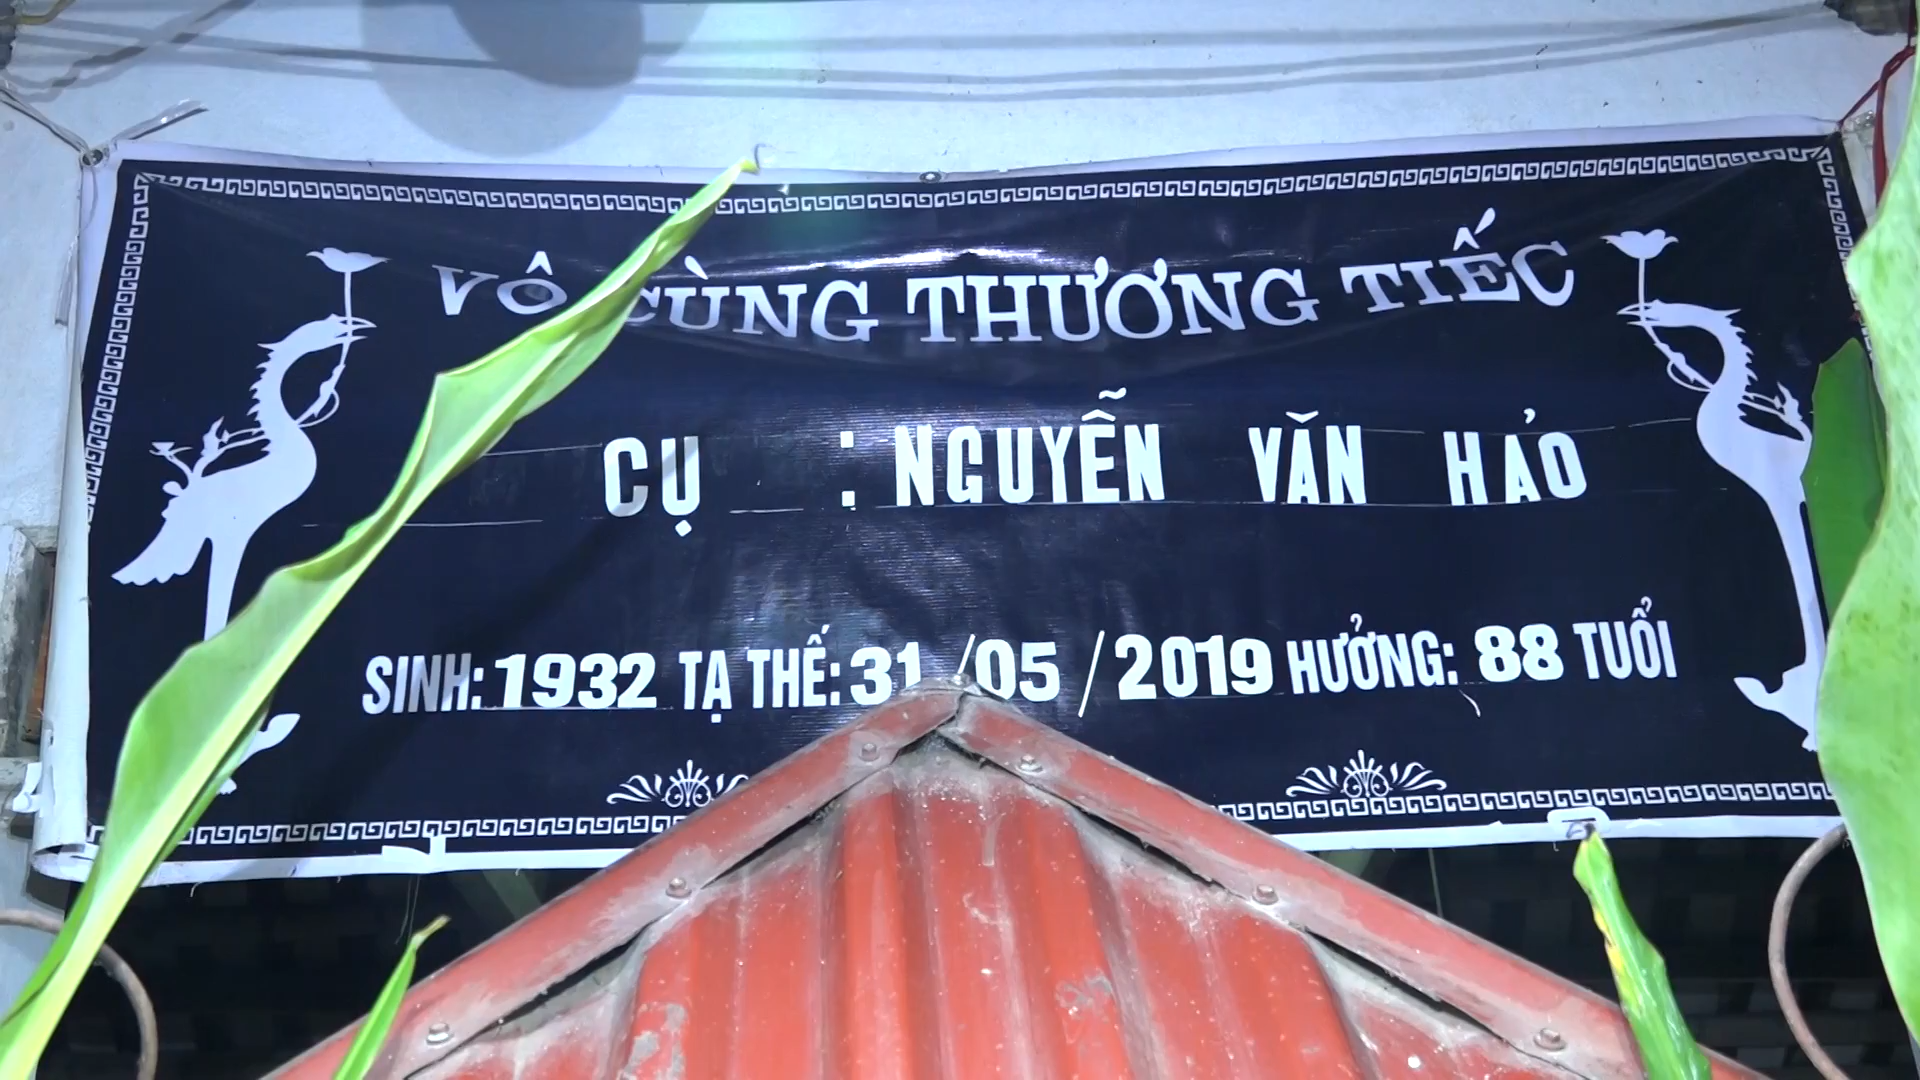 VÔ CÙNG THƯƠNG TIẾC
CỤ : NGUYỄN VĂN HẢO
SINH: 1932 TẠ THẾ: 31/05/2019 HƯỞNG: 88 TUỔI